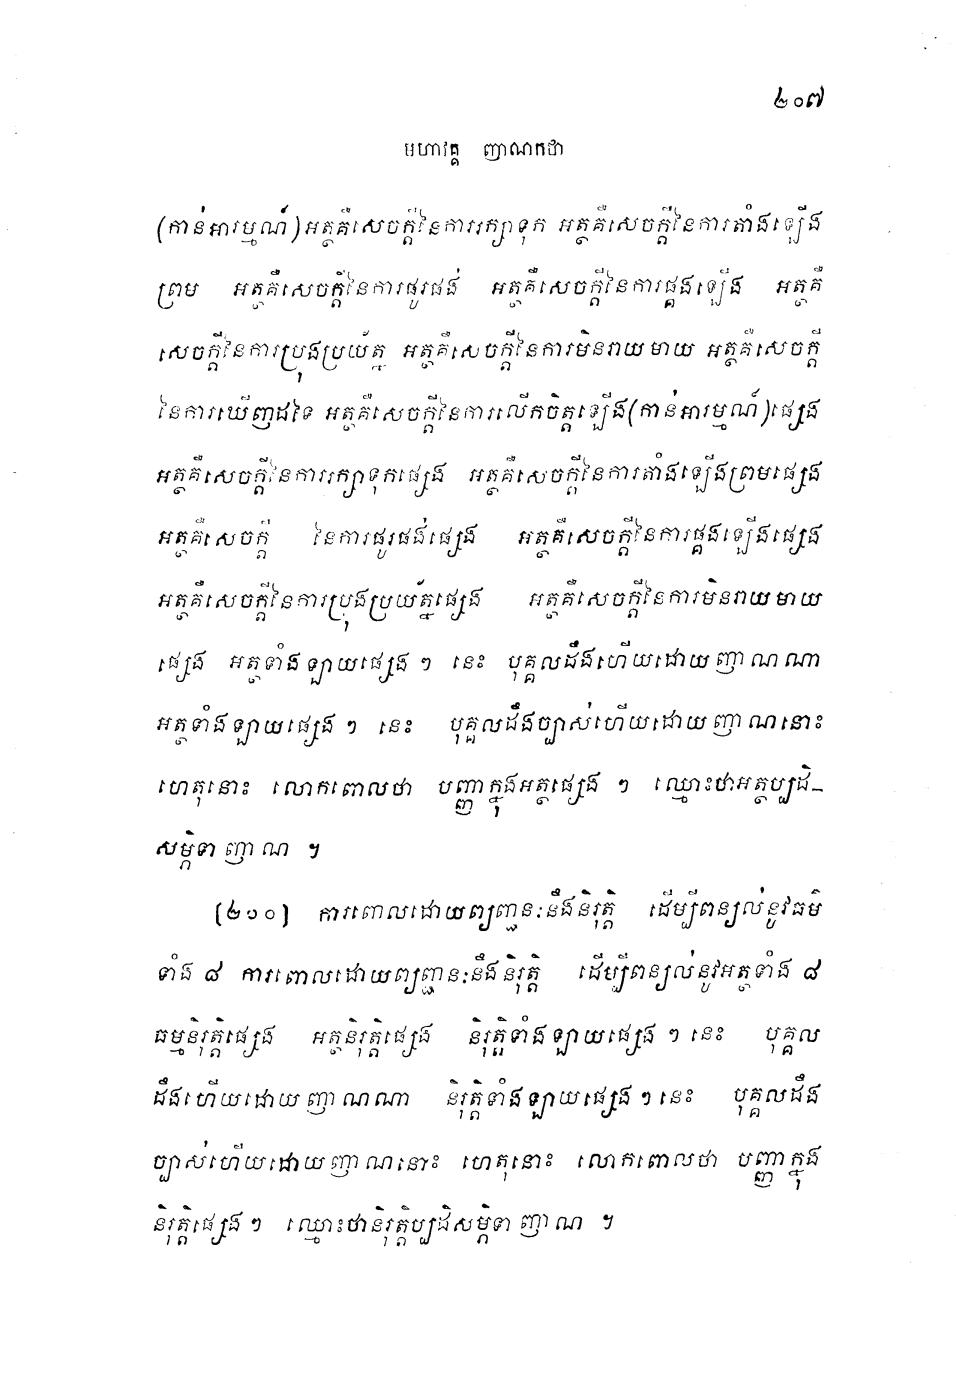 ២០៧
មហាវគ្គ ញាណកថា
(កាន់អារម្មណ៍)អត្ថគឺសេចក្តីនៃការរក្សាទុក អត្ថគឺសេចក្តីនៃការតាំងឡើង
ព្រម អត្ថគឺសេចក្តីនៃការផូរផង់ អត្ថគឺសេចក្តីនៃការផ្គងឡើង អត្ថគឺ
សេចក្តីនៃការប្រុងប្រយ័ត្ន អត្ថគឺសេចក្តីនៃការមិនរាយមាយ អត្ថគឺសេចក្តី
នៃការឃើញដទៃ អត្ថគឺសេចក្តីនៃការលើកចិត្តឡើង(កាន់អារម្មណ៍)ផ្សេង
អត្ថគឺសេចក្តីនៃការរក្សាទុកផ្សេង អត្ថគឺសេចក្តីនៃការតាំងឡើងព្រមផ្សេង
អត្ថគឺសេចក្តី នៃការផូរផង់ផ្សេង អត្ថគឺសេចក្តីនៃការផ្គងឡើងផ្សេង
អត្ថគឺសេចក្តីនៃការប្រុងប្រយ័ត្នផ្សេង អត្ថគឺសេចក្តីនៃការមិនរាយមាយ
ផ្សេង អត្ថទាំងឡាយផ្សេង ៗ នេះ បុគ្គលដឹងហើយដោយញាណណា
អត្ថទាំងឡាយផ្សេង ៗ នេះ បុគ្គលដឹងច្បាស់ហើយដោយញាណនោះ
ហេតុនោះ លោកពោលថា បញ្ញាក្នុងអត្ថផ្សេង ៗ ឈ្មោះថាអត្ថប្បដិ–
សម្ភិទាញាណ ។
(២១០) ការពោលដោយព្យញ្ជនៈនឹងនិរុត្តិ ដើម្បីពន្យល់នូវធម៌
ទាំង ៨ ការពោលដោយព្យញ្ជនៈនឹងនិរុត្តិ ដើម្បីពន្យល់នូវអត្ថទាំង ៨
ធម្មនិរុត្តិផ្សេង អត្ថនិរុត្តិផ្សេង និរុត្តិទាំងឡាយផ្សេង ៗ នេះ បុគ្គល
ដឹងហើយដោយញាណណា និរុត្តិទាំងឡាយផ្សេង ៗ នេះ បុគ្គលដឹង
ច្បាស់ហើយដោយញាណនោះ ហេតុនោះ លោកពោលថា បញ្ញាក្នុង
និរុត្តិផ្សេង ៗ ឈ្មោះថានិរុត្តិប្បដិសម្ភិទាញាណ ។